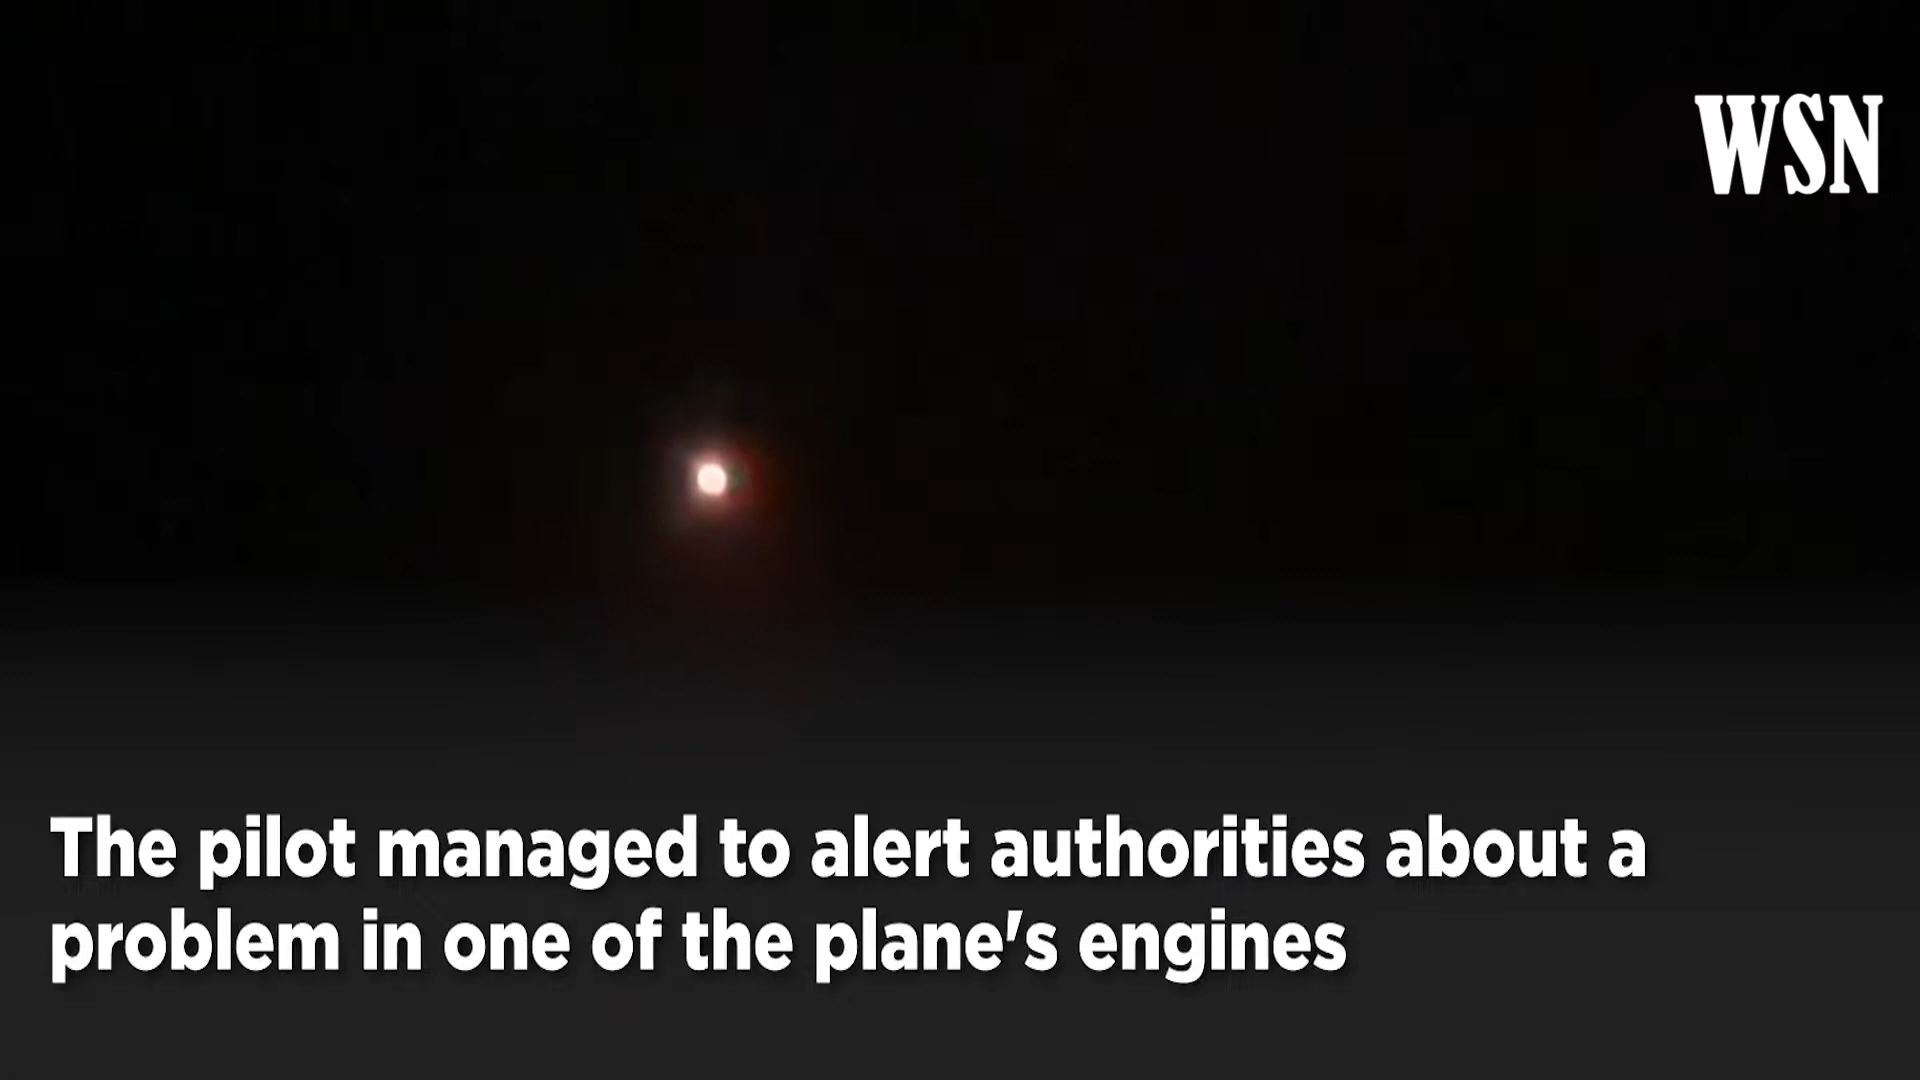 WSN
The pilot managed to alert authorities about a
problem in one of the plane's engines